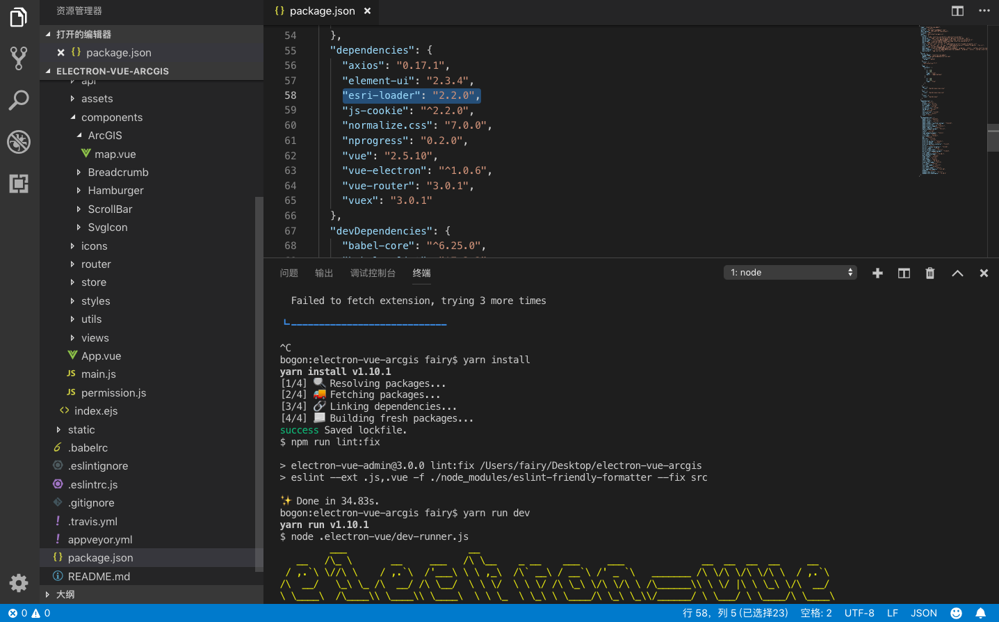 资源管理器
打开的编辑器
package.json
ELECTRON-VUE-ARCGIS
api
assets
components
ArcGIS
map.vue
Breadcrumb
Hamburger
ScrollBar
SvgIcon
icons
router
store
styles
utils
views
App.vue
JS main.js
JS permission.js
index.ejs
static
.babelrc
.eslintignore
.eslintrc.js
.gitignore
.travis.yml
appveyor.yml
package.json
README.md
大纲
package.json
54 },
55 "dependencies": {
56 "axios": "0.17.1",
57 "element-ui": "2.3.4",
58 "esri-loader": "2.2.0",
59 "js-cookie": "^2.2.0",
60 "normalize.css": "7.0.0",
61 "nprogress": "0.2.0",
62 "vue": "2.5.10",
63 "vue-electron": "^1.0.6",
64 "vue-router": "3.0.1",
65 "vuex": "3.0.1"
66 },
67 "devDependencies": {
68 "babel-core": "^6.25.0",
问题 输出 调试控制台 终端
1: node
Failed to fetch extension, trying 3 more times
^C
bogon:electron-vue-arcgis fairy$ yarn install
yarn install v1.10.1
[1/4] 🔍 Resolving packages...
[2/4] 🚚 Fetching packages...
[3/4] 🔗 Linking dependencies...
[4/4] 📃 Building fresh packages...
success Saved lockfile.
$ npm run lint:fix
> electron-vue-admin@3.0.0 lint:fix /Users/fairy/Desktop/electron-vue-arcgis
> eslint --ext .js,.vue -f ./node_modules/eslint-friendly-formatter --fix src
✨ Done in 34.83s.
bogon:electron-vue-arcgis fairy$ yarn run dev
yarn run v1.10.1
$ node .electron-vue/dev-runner.js
electron-vue
0 0
行 58，列 5 (已选择23) 空格: 2 UTF-8 LF JSON